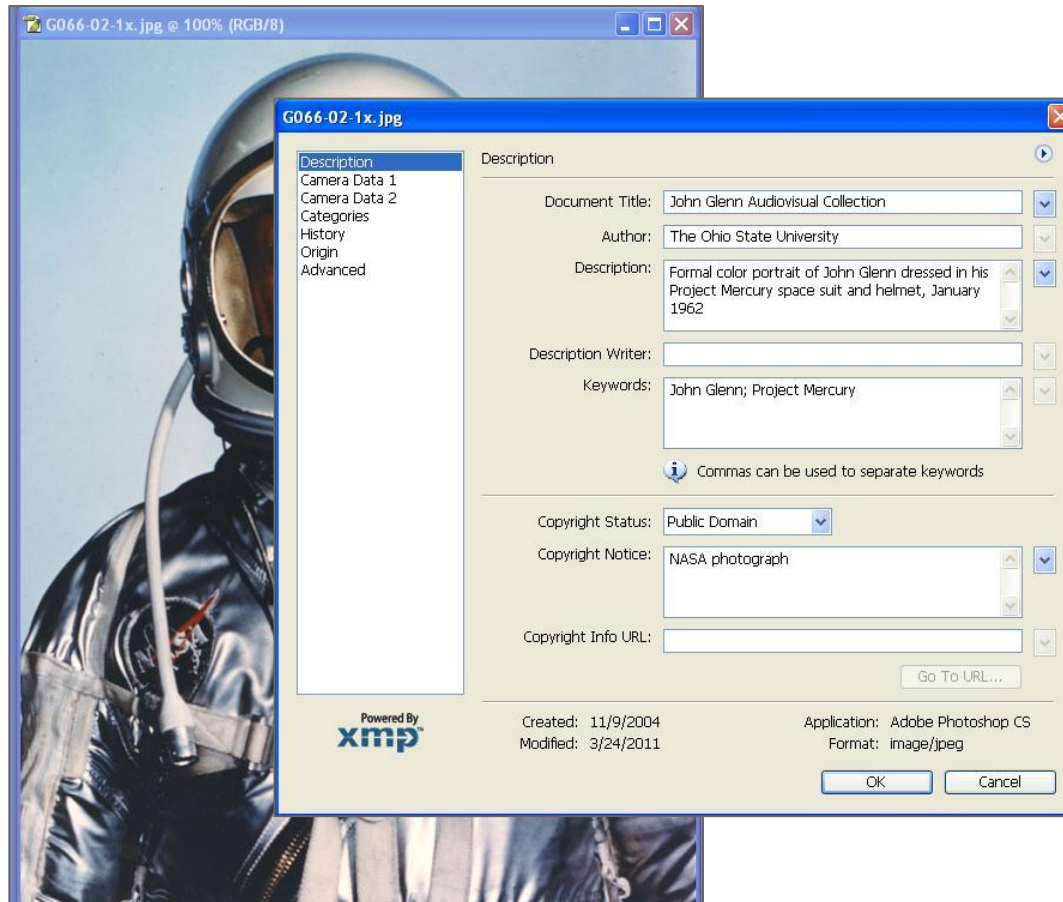 G066-02-1x.jpg @ 100% (RGB/8)
G066-02-1x.jpg
Description
Camera Data 1
Camera Data 2
Categories
History
Origin
Advanced
Description
Document Title: John Glenn Audiovisual Collection
Author: The Ohio State University
Description: Formal color portrait of John Glenn dressed in his
Project Mercury space suit and helmet, January
1962
Description Writer:
Keywords: John Glenn; Project Mercury
Commas can be used to separate keywords
Copyright Status: Public Domain
Copyright Notice: NASA photograph
Copyright Info URL:
Go To URL...
Powered By
xmp™
Created: 11/9/2004
Modified: 3/24/2011
Application: Adobe Photoshop CS
Format: image/jpeg
OK Cancel
NASA